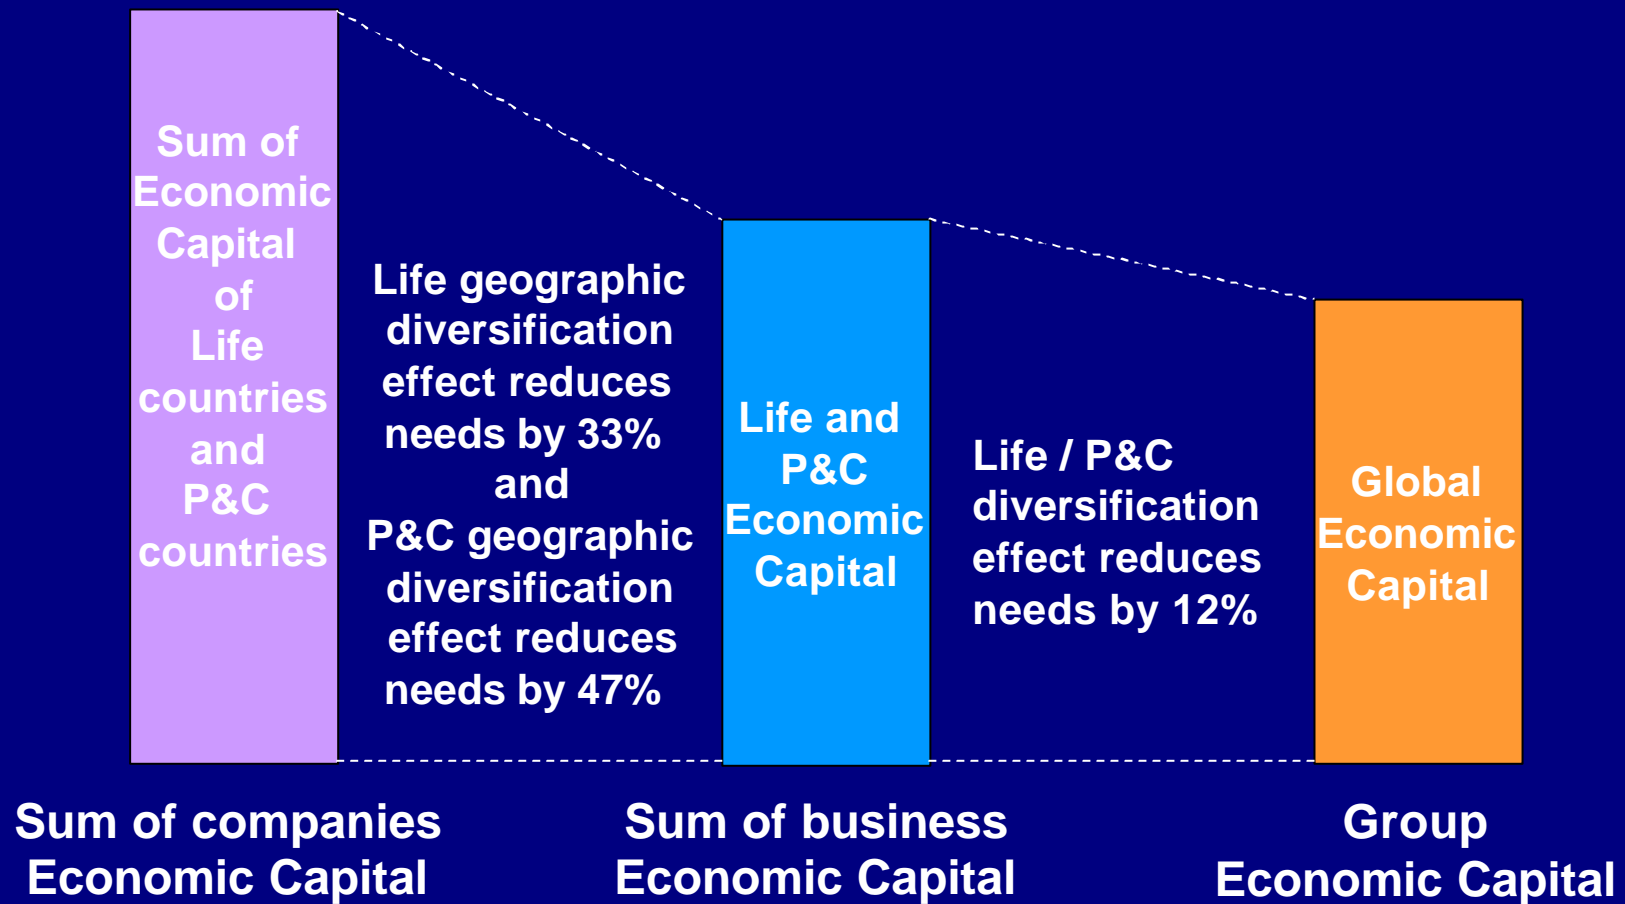 Sum of
Economic
Capital
of
Life
countries
and
P&C
countries
Life geographic
diversification
effect reduces
needs by 33%
and
P&C geographic
diversification
effect reduces
needs by 47%
Life and
P&C
Economic
Capital
Life / P&C
diversification
effect reduces
needs by 12%
Global
Economic
Capital
Sum of companies
Economic Capital
Sum of business
Economic Capital
Group
Economic Capital